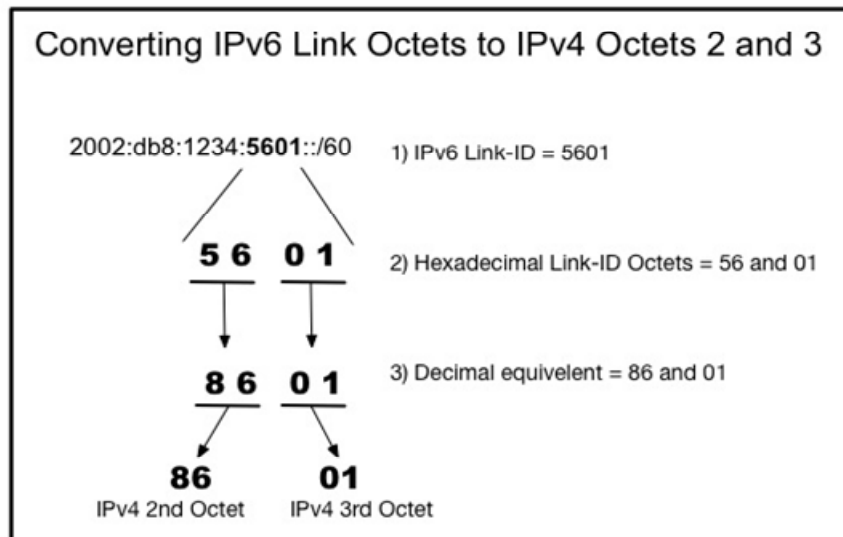 Converting IPv6 Link Octets to IPv4 Octets 2 and 3
2002:db8:1234:5601::/60
1) IPv6 Link-ID = 5601
5 6 0 1
2) Hexadecimal Link-ID Octets = 56 and 01
8 6 0 1
3) Decimal equivelent = 86 and 01
86 01
IPv4 2nd Octet IPv4 3rd Octet